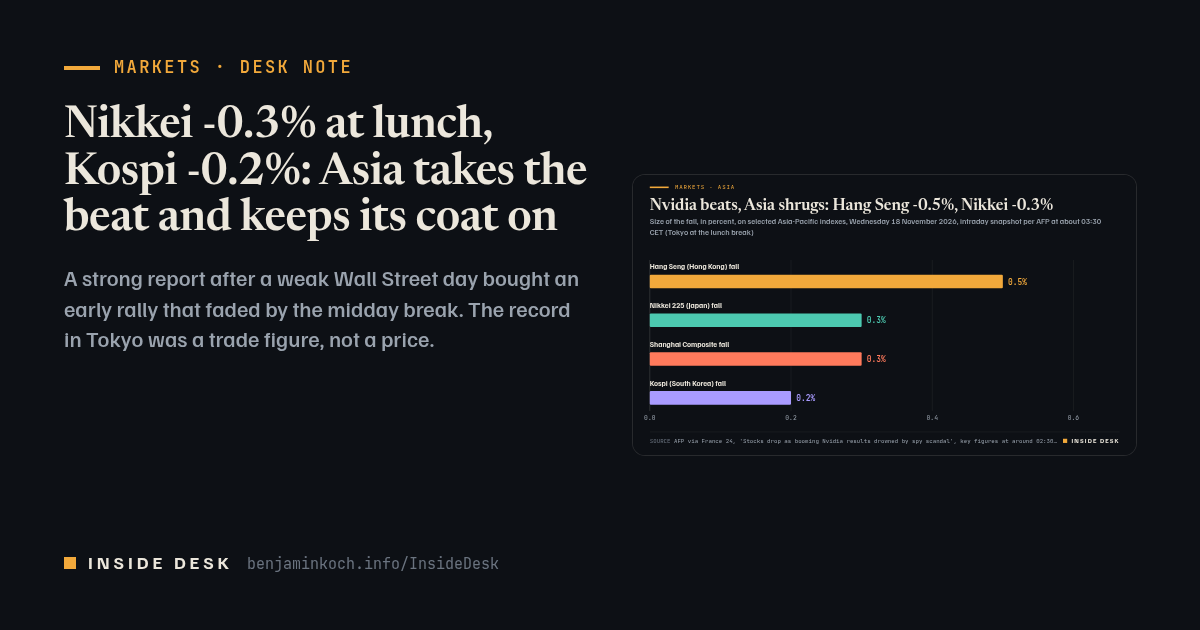 MARKETS · DESK NOTE
Nikkei -0.3% at lunch,
Kospi -0.2%: Asia takes the
beat and keeps its coat on
A strong report after a weak Wall Street day bought an
early rally that faded by the midday break. The record
in Tokyo was a trade figure, not a price.
MARKETS · ASIA
Nvidia beats, Asia shrugs: Hang Seng -0.5%, Nikkei -0.3%
Size of the fall, in percent, on selected Asia-Pacific indexes, Wednesday 18 November 2026, intraday snapshot per AFP at about 03:30
CET (Tokyo at the lunch break)
Hang Seng (Hong Kong) fall
0.5%
Nikkei 225 (Japan) fall
0.3%
Shanghai Composite fall
0.3%
Kospi (South Korea) fall
0.2%
0.0 0.2 0.4 0.6
SOURCE AFP via France 24, 'Stocks drop as booming Nvidia results drowned by spy scandal', key figures at around 02:30…
INSIDE DESK
INSIDE DESK benjaminkoch.info/InsideDesk